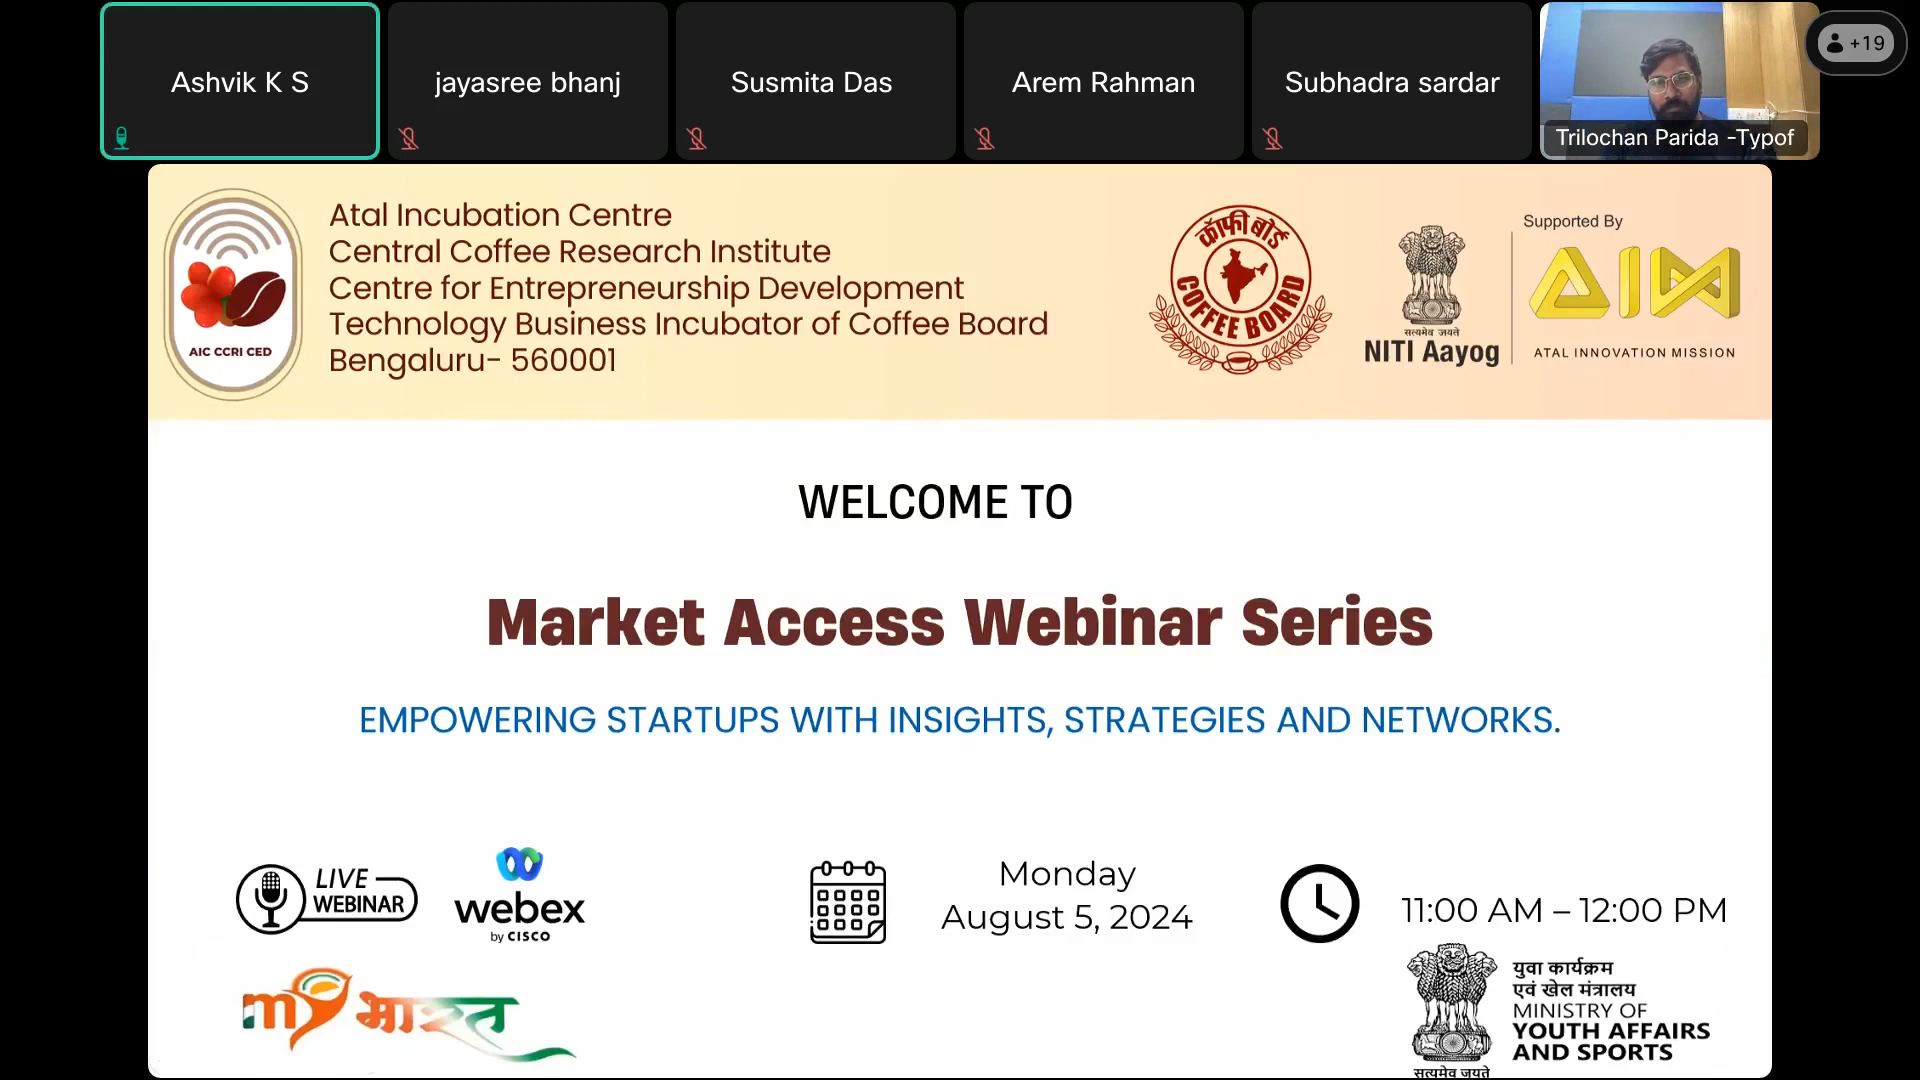 Ashvik K S
jayasree bhanj
Susmita Das
Arem Rahman
Subhadra sardar
Trilochan Parida -Typof
+19
AIC CCRI CED
Atal Incubation Centre
Central Coffee Research Institute
Centre for Entrepreneurship Development
Technology Business Incubator of Coffee Board
Bengaluru- 560001
कॉफी बोर्ड
COFFEE BOARD
सत्यमेव जयते
NITI Aayog
Supported By
AIM
ATAL INNOVATION MISSION
WELCOME TO
Market Access Webinar Series
EMPOWERING STARTUPS WITH INSIGHTS, STRATEGIES AND NETWORKS.
LIVE
WEBINAR
webex
by CISCO
Monday
August 5, 2024
11:00 AM – 12:00 PM
my भारत
सत्यमेव जयते
युवा कार्यक्रम
एवं खेल मंत्रालय
MINISTRY OF
YOUTH AFFAIRS
AND SPORTS